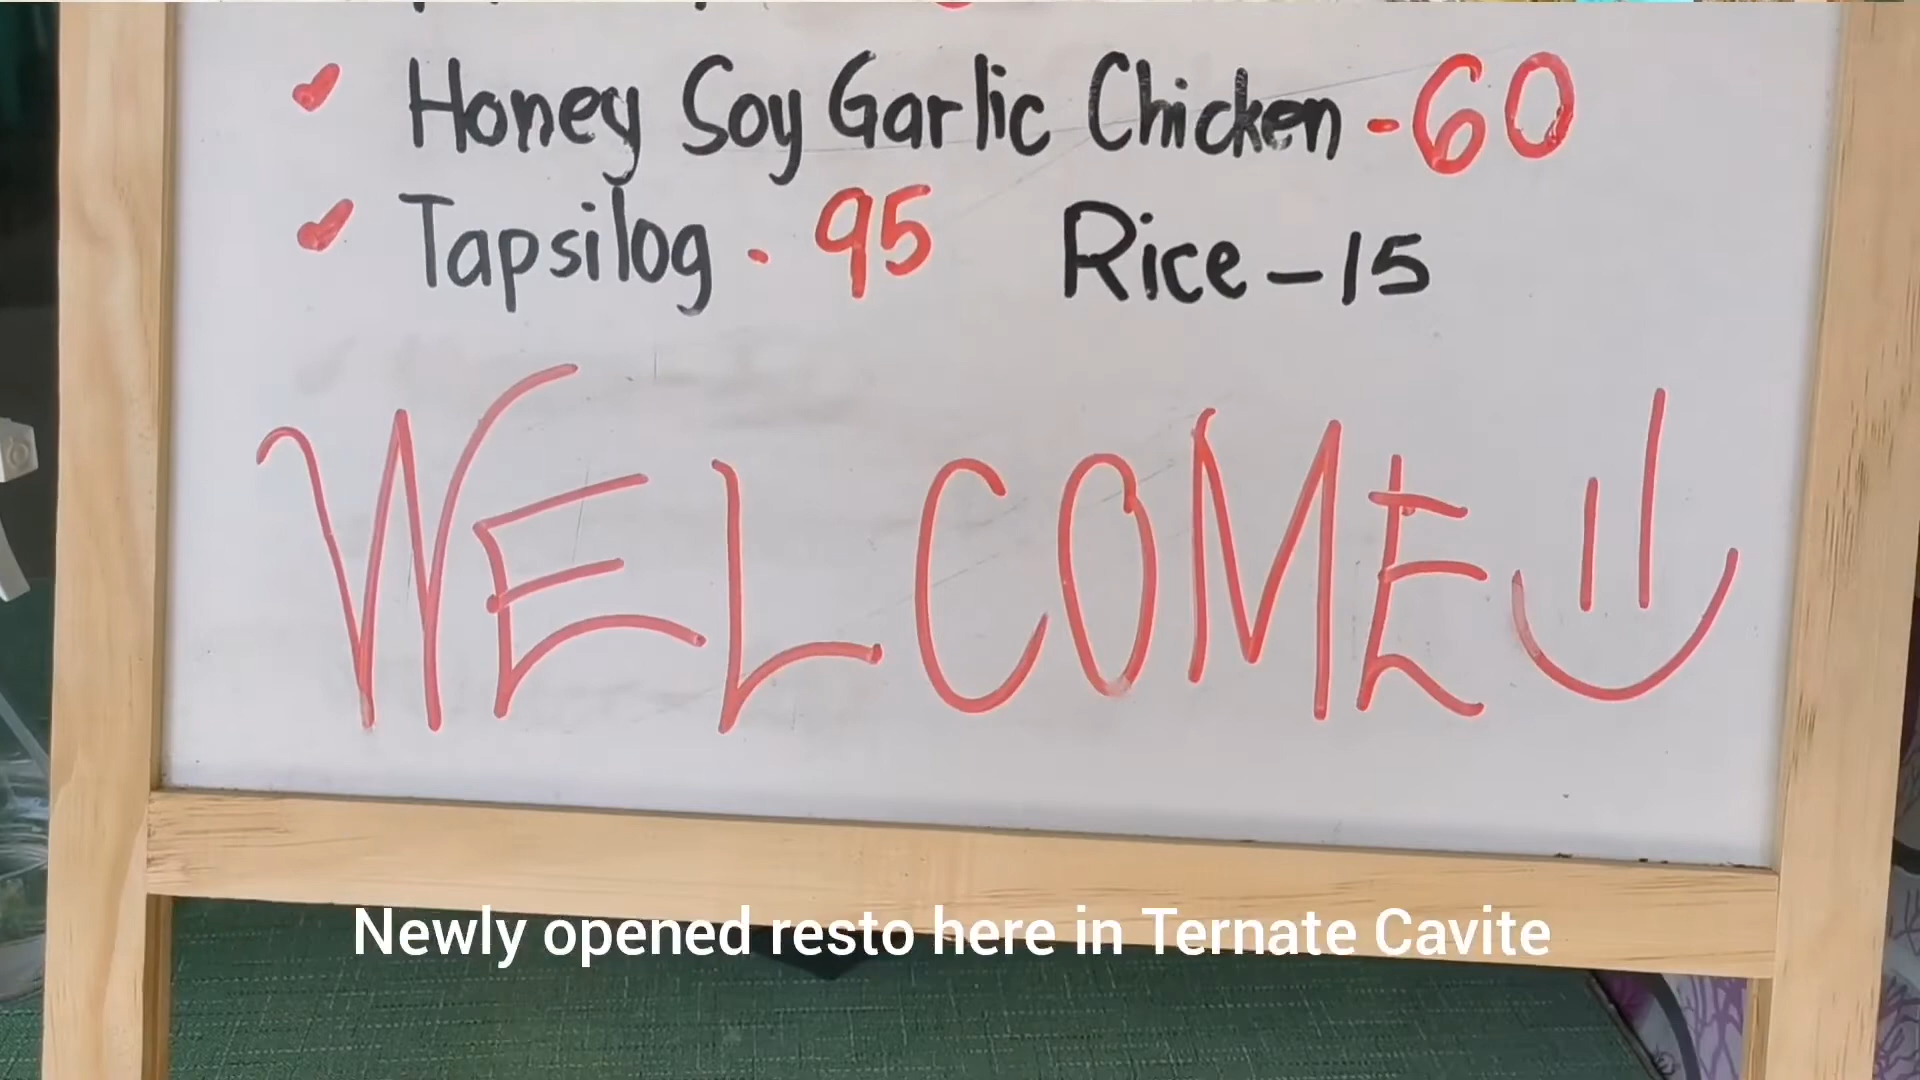 Honey Soy Garlic Chicken - 60
Tapsilog - 95 Rice - 15
WELCOME
Newly opened resto here in Ternate Cavite